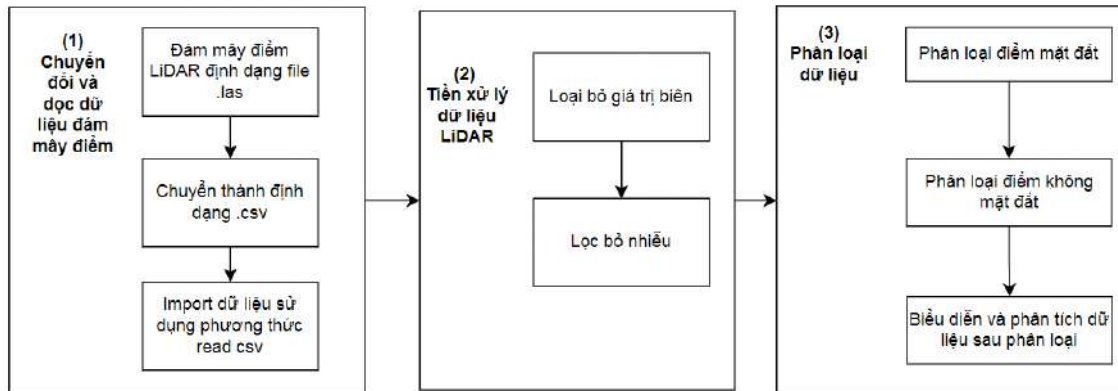 (1)
Chuyển
đổi và
dọc dữ
liệu đám
mây điểm
Đám mây điểm
LiDAR định dạng file
.las
Chuyển thành định
dạng .csv
Import dữ liệu sử
dụng phương thức
read csv
(2)
Tiền xử lý
dữ liệu
LiDAR
Loại bỏ giá trị biên
Lọc bỏ nhiễu
(3)
Phân loại
dữ liệu
Phân loại điểm mặt đất
Phân loại điểm không
mặt đất
Biểu diễn và phân tích dữ
liệu sau phân loại